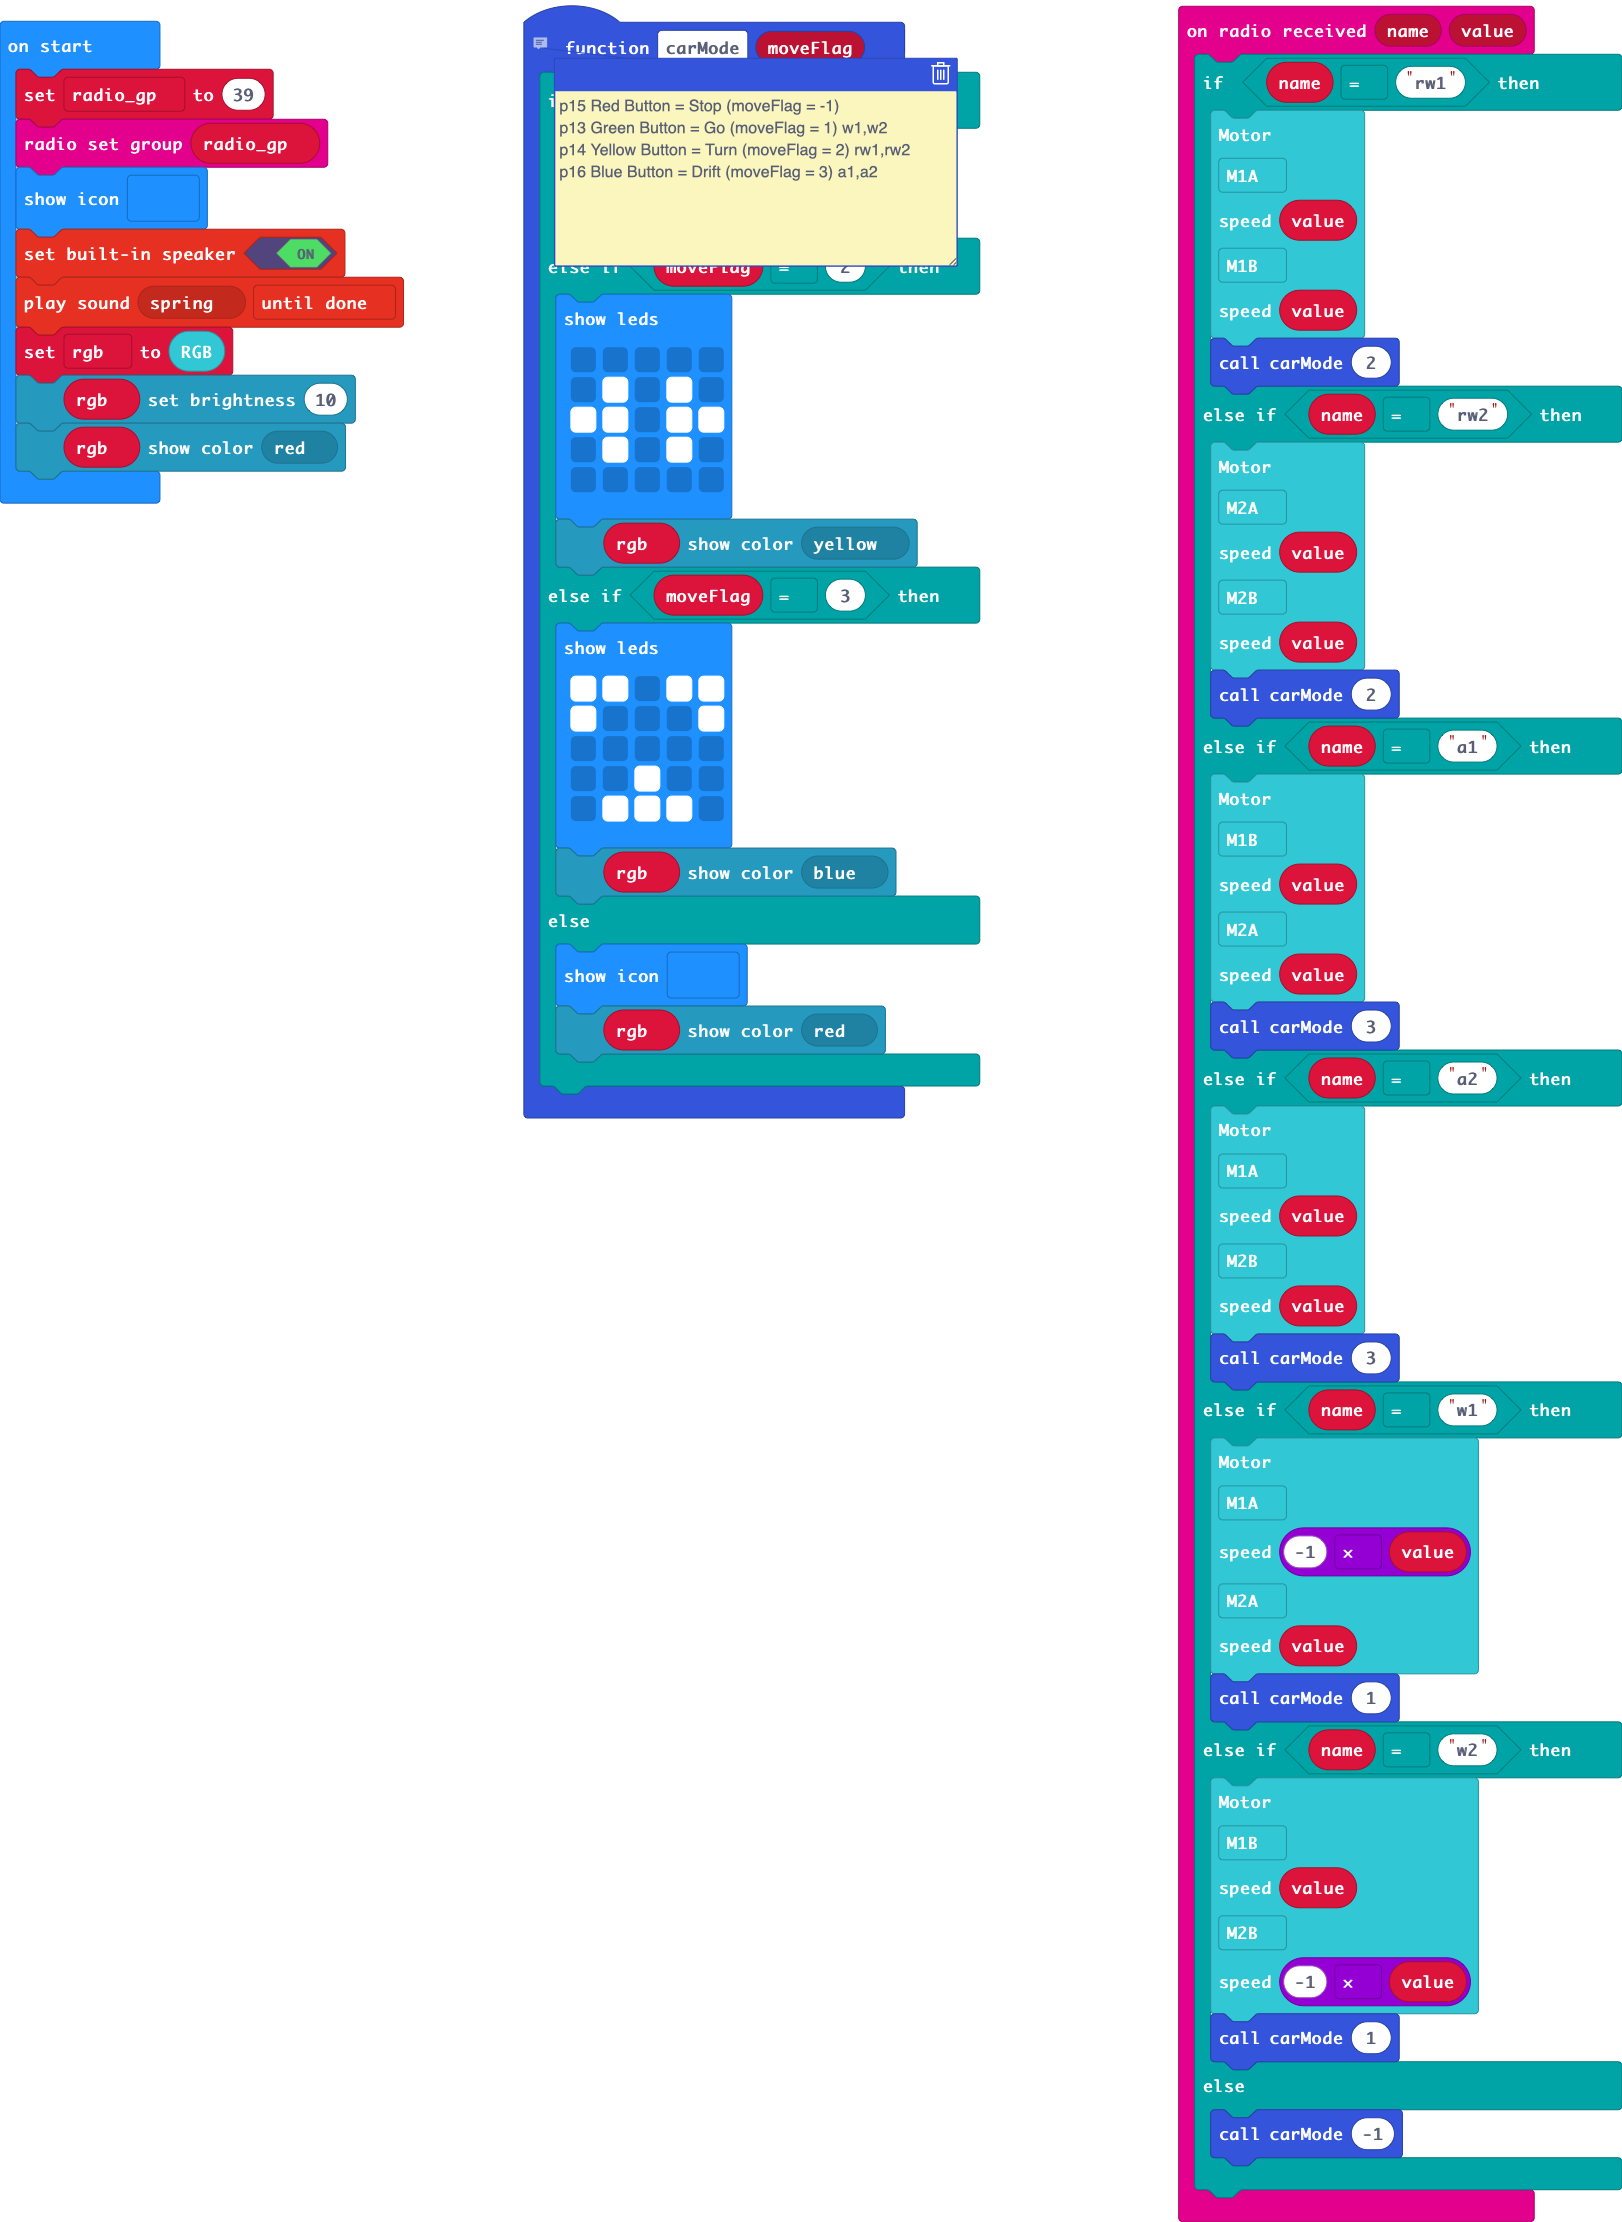 on start
set radio_gp to 39
radio set group radio_gp
show icon
set built-in speaker ON
play sound spring until done
set rgb to RGB
rgb set brightness 10
rgb show color red
function carMode moveFlag
p15 Red Button = Stop (moveFlag = -1)
p13 Green Button = Go (moveFlag = 1) w1,w2
p14 Yellow Button = Turn (moveFlag = 2) rw1,rw2
p16 Blue Button = Drift (moveFlag = 3) a1,a2
else if moveFlag = 2 then
show leds
rgb show color yellow
else if moveFlag = 3 then
show leds
rgb show color blue
else
show icon
rgb show color red
on radio received name value
if name = "rw1" then
Motor
M1A
speed value
M1B
speed value
call carMode 2
else if name = "rw2" then
Motor
M2A
speed value
M2B
speed value
call carMode 2
else if name = "a1" then
Motor
M1B
speed value
M2A
speed value
call carMode 3
else if name = "a2" then
Motor
M1A
speed value
M2B
speed value
call carMode 3
else if name = "w1" then
Motor
M1A
speed -1 × value
M2A
speed value
call carMode 1
else if name = "w2" then
Motor
M1B
speed value
M2B
speed -1 × value
call carMode 1
else
call carMode -1